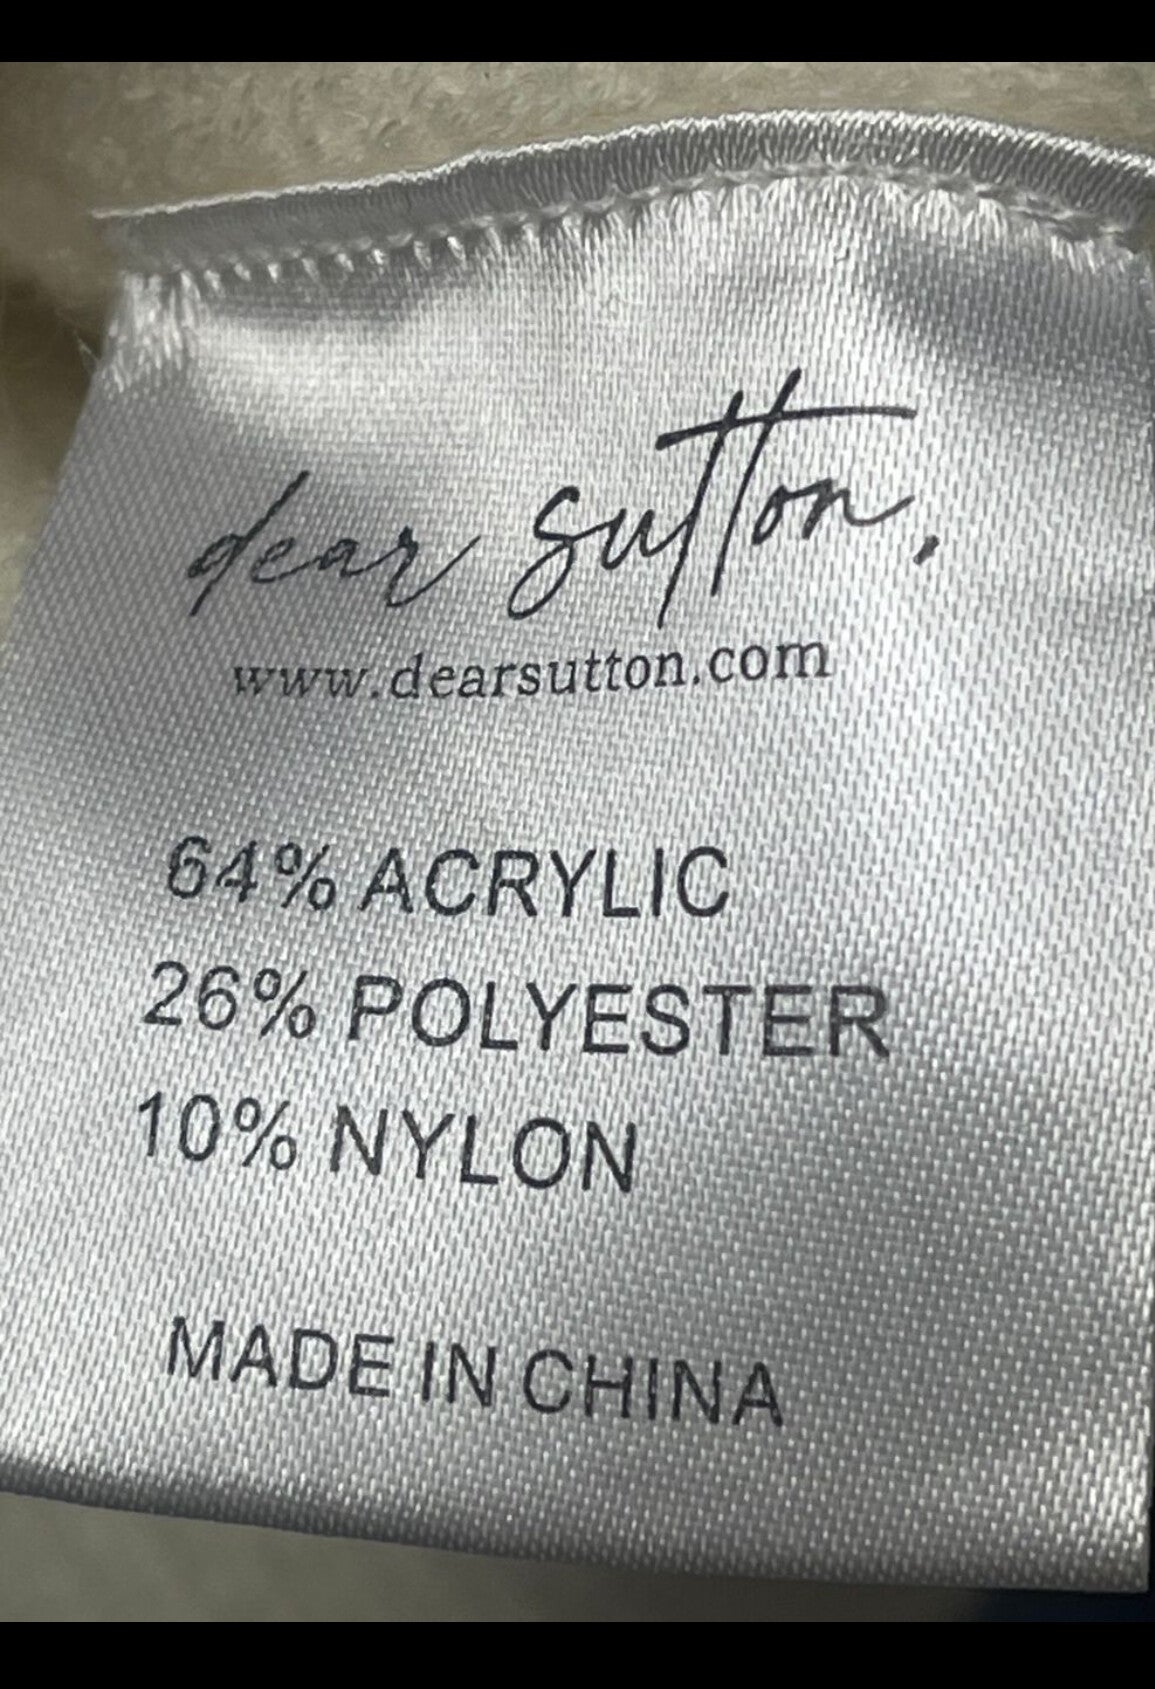 dear sutton,
www.dearsutton.com
64% ACRYLIC
26% POLYESTER
10% NYLON
MADE IN CHINA